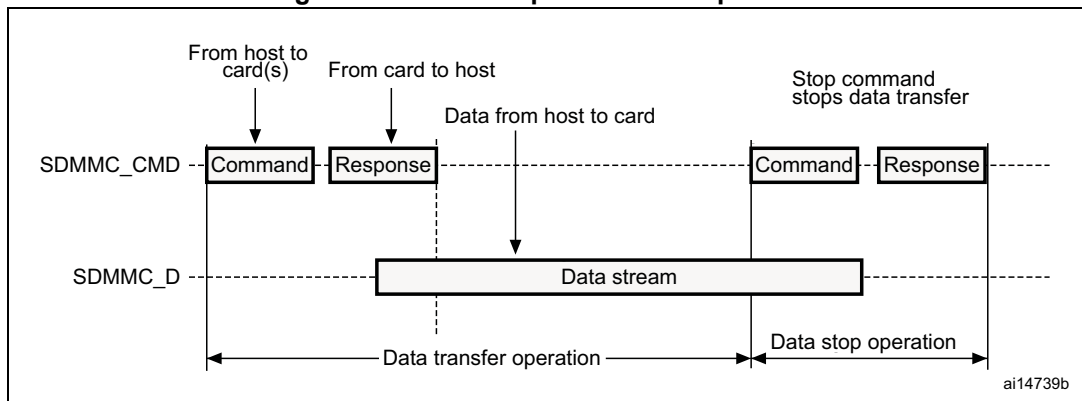 From host to
card(s)
From card to host
Stop command
stops data transfer
Data from host to card
SDMMC_CMD
Command
Response
Command
Response
SDMMC_D
Data stream
Data transfer operation
Data stop operation
ai14739b